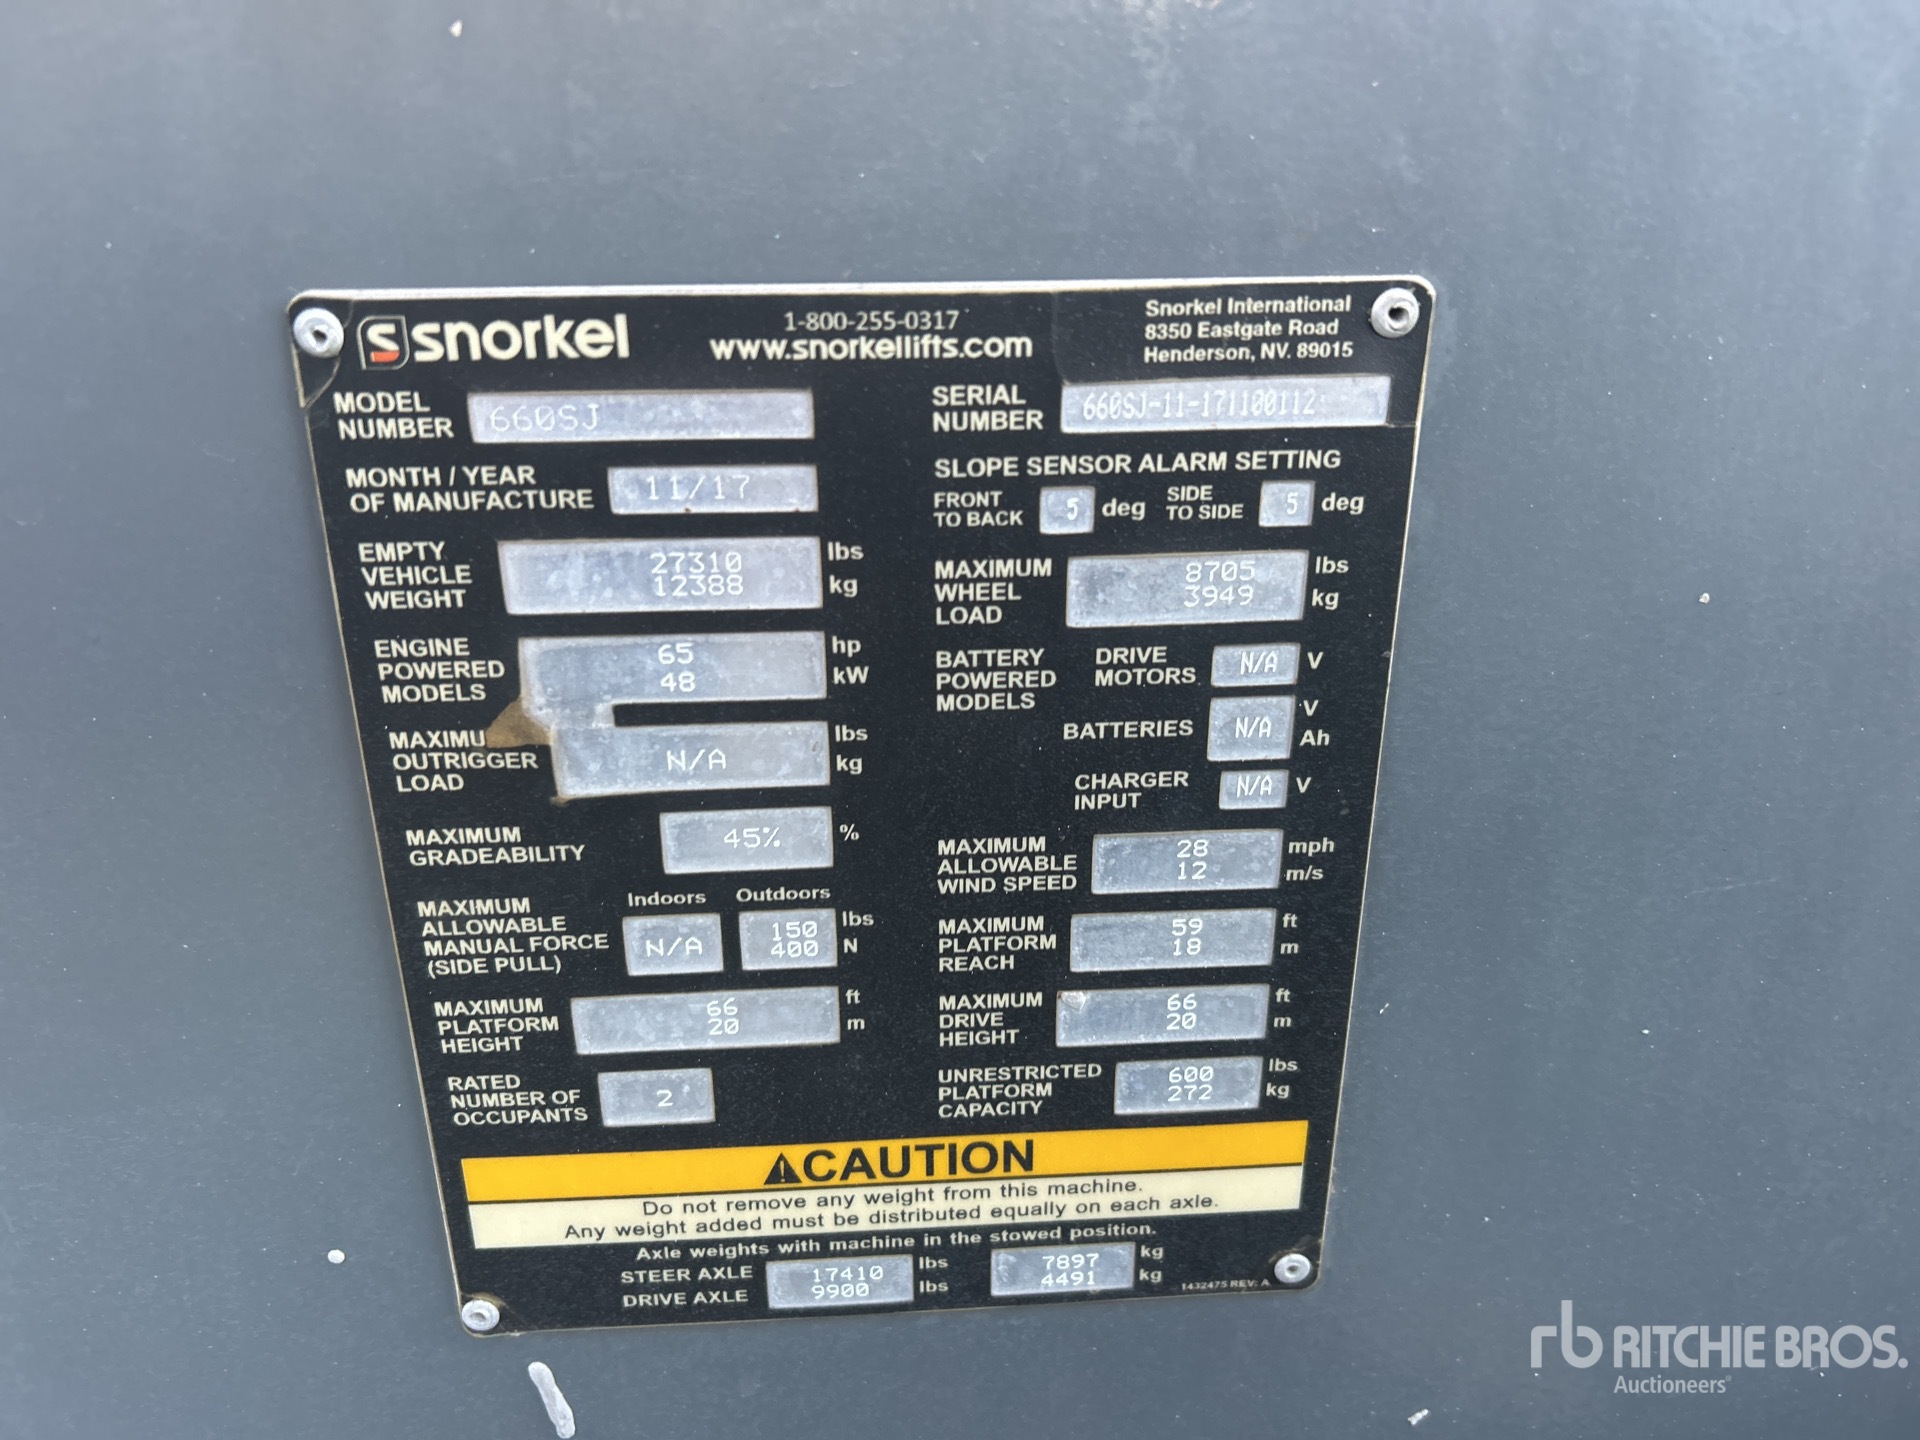 snorkel
1-800-255-0317
www.snorkellifts.com
Snorkel International
8350 Eastgate Road
Henderson, NV. 89015
MODEL
NUMBER
660SJ
SERIAL
NUMBER
660SJ-11-171100112
MONTH / YEAR
OF MANUFACTURE
11/17
SLOPE SENSOR ALARM SETTING
FRONT
TO BACK
5 deg
SIDE
TO SIDE
5 deg
EMPTY
VEHICLE
WEIGHT
27310 lbs
12388 kg
MAXIMUM
WHEEL
LOAD
8705 lbs
3949 kg
ENGINE
POWERED
MODELS
65 hp
48 kW
BATTERY
POWERED
MODELS
DRIVE
MOTORS
N/A V
BATTERIES
N/A V
Ah
CHARGER
INPUT
N/A V
MAXIMU
OUTRIGGER
LOAD
N/A lbs
kg
MAXIMUM
GRADEABILITY
45% %
MAXIMUM
ALLOWABLE
WIND SPEED
28 mph
12 m/s
MAXIMUM
ALLOWABLE
MANUAL FORCE
(SIDE PULL)
Indoors Outdoors
N/A
150 lbs
400 N
MAXIMUM
PLATFORM
REACH
59 ft
18 m
MAXIMUM
PLATFORM
HEIGHT
66 ft
20 m
MAXIMUM
DRIVE
HEIGHT
66 ft
20 m
RATED
NUMBER OF
OCCUPANTS
2
UNRESTRICTED
PLATFORM
CAPACITY
600 lbs
272 kg
CAUTION
Do not remove any weight from this machine.
Any weight added must be distributed equally on each axle.
Axle weights with machine in the stowed position.
STEER AXLE 17410 lbs 7897 kg
DRIVE AXLE 9900 lbs 4491 kg
1432475 REV: A
rb RITCHIE BROS.
Auctioneers